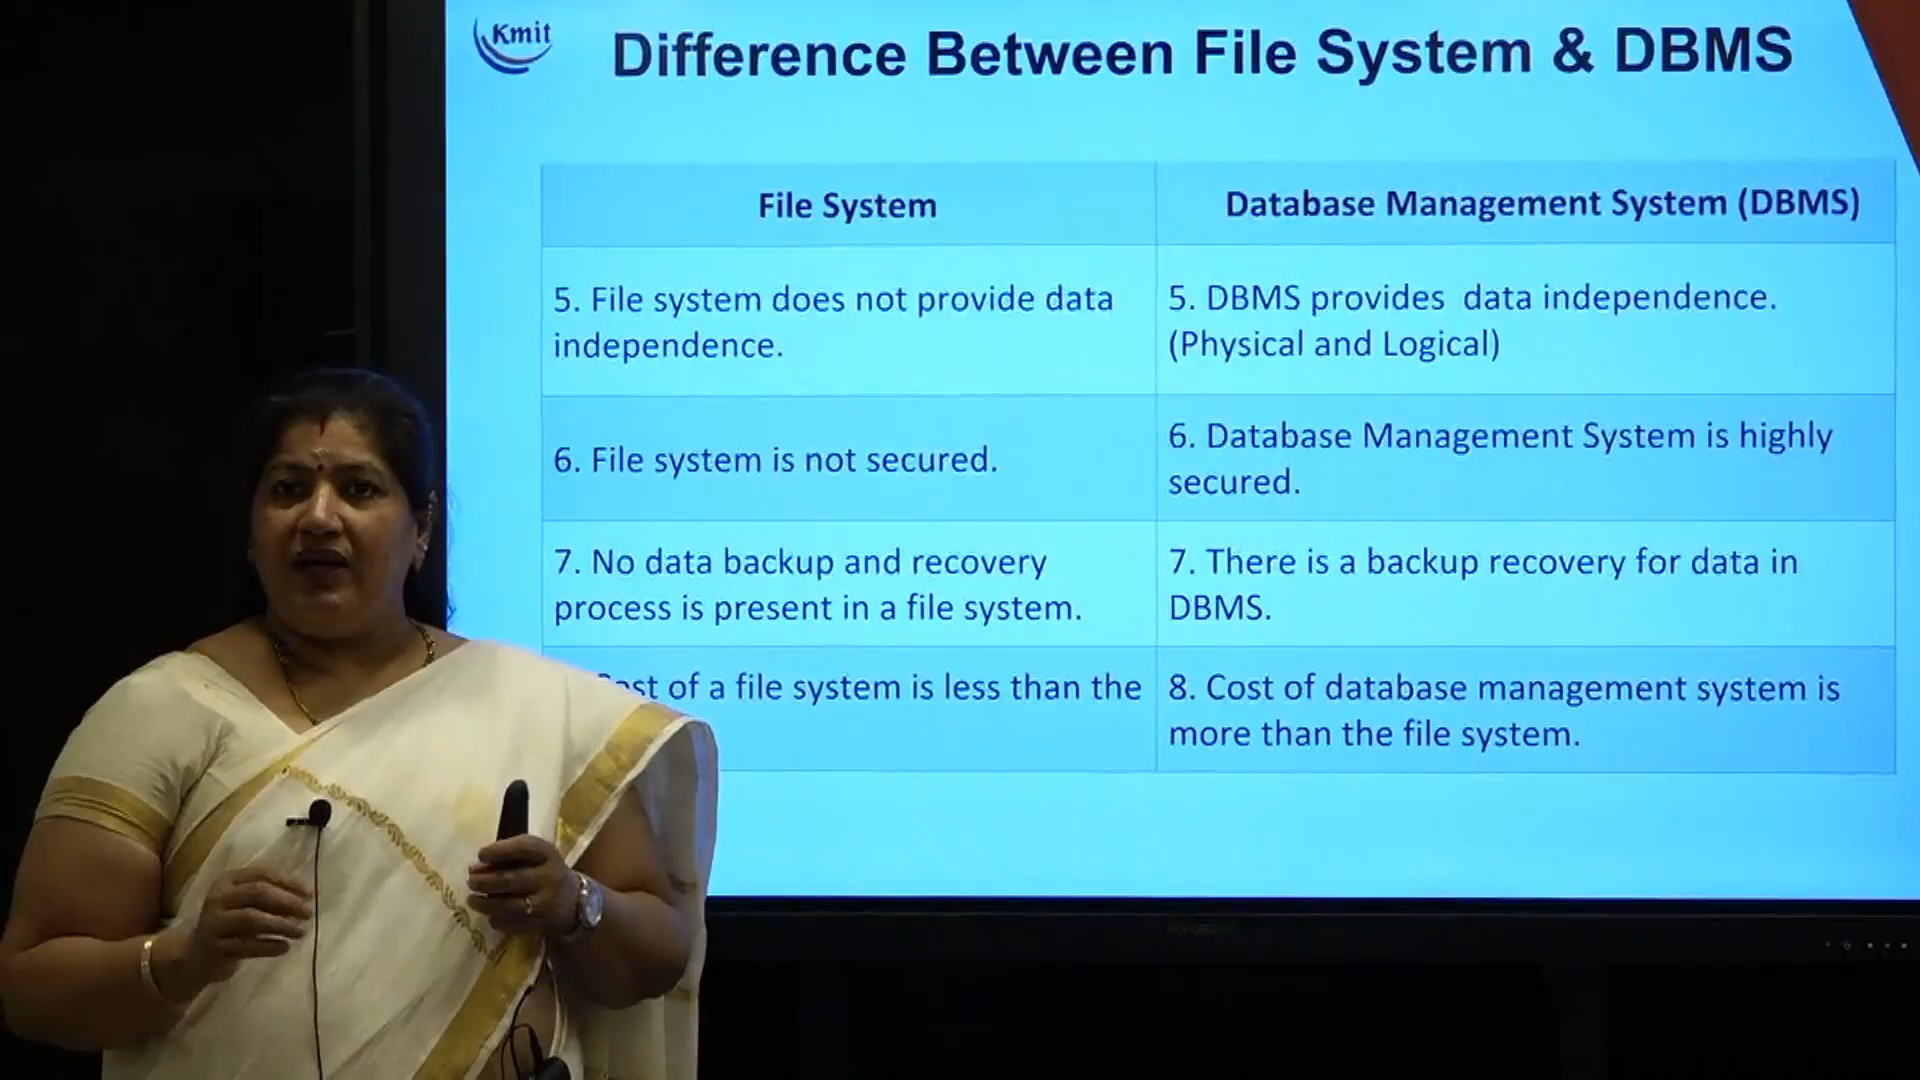 Kmit
Difference Between File System & DBMS
File System
Database Management System (DBMS)
5. File system does not provide data
independence.
5. DBMS provides  data independence.
(Physical and Logical)
6. File system is not secured.
6. Database Management System is highly
secured.
7. No data backup and recovery
process is present in a file system.
7. There is a backup recovery for data in
DBMS.
of a file system is less than the
8. Cost of database management system is
more than the file system.